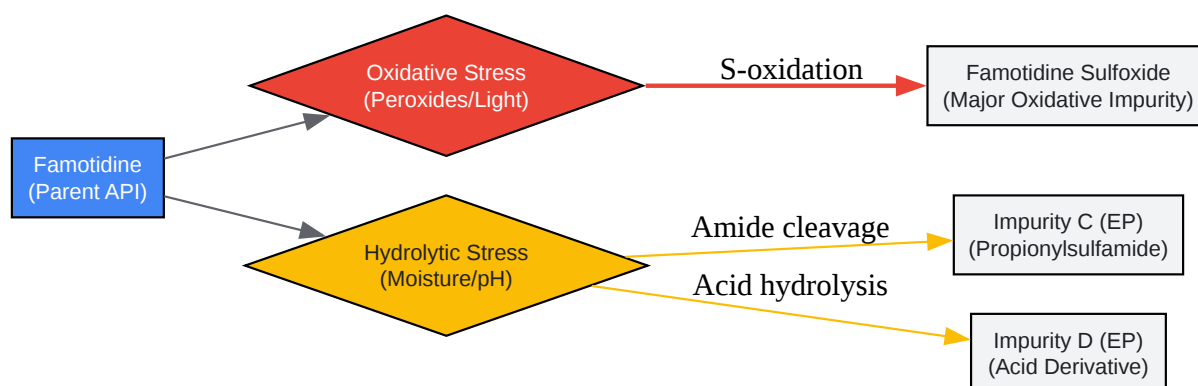 Famotidine
(Parent API)
Oxidative Stress
(Peroxides/Light)
S-oxidation
Famotidine Sulfoxide
(Major Oxidative Impurity)
Hydrolytic Stress
(Moisture/pH)
Amide cleavage
Impurity C (EP)
(Propionylsulfamide)
Acid hydrolysis
Impurity D (EP)
(Acid Derivative)